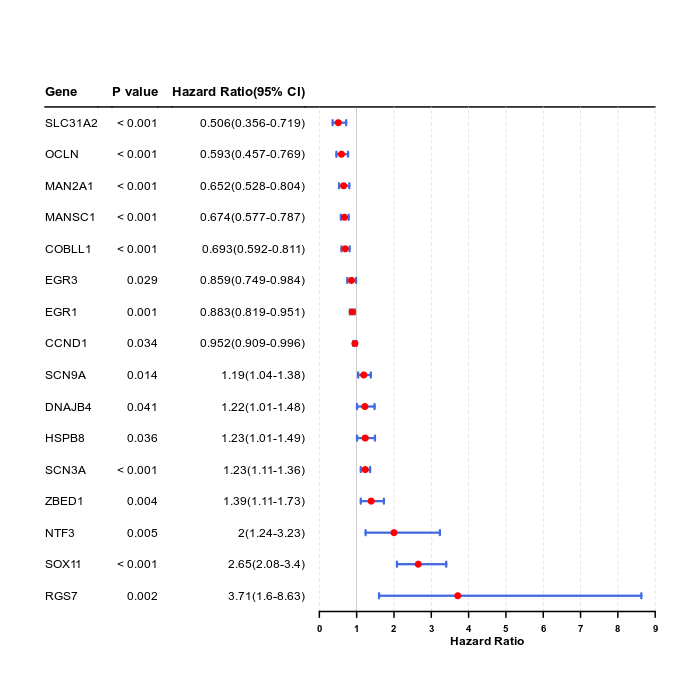 Gene P value Hazard Ratio(95% CI)
SLC31A2 < 0.001 0.506(0.356-0.719)
OCLN < 0.001 0.593(0.457-0.769)
MAN2A1 < 0.001 0.652(0.528-0.804)
MANSC1 < 0.001 0.674(0.577-0.787)
COBLL1 < 0.001 0.693(0.592-0.811)
EGR3 0.029 0.859(0.749-0.984)
EGR1 0.001 0.883(0.819-0.951)
CCND1 0.034 0.952(0.909-0.996)
SCN9A 0.014 1.19(1.04-1.38)
DNAJB4 0.041 1.22(1.01-1.48)
HSPB8 0.036 1.23(1.01-1.49)
SCN3A < 0.001 1.23(1.11-1.36)
ZBED1 0.004 1.39(1.11-1.73)
NTF3 0.005 2(1.24-3.23)
SOX11 < 0.001 2.65(2.08-3.4)
RGS7 0.002 3.71(1.6-8.63)
0 1 2 3 4 5 6 7 8 9
Hazard Ratio